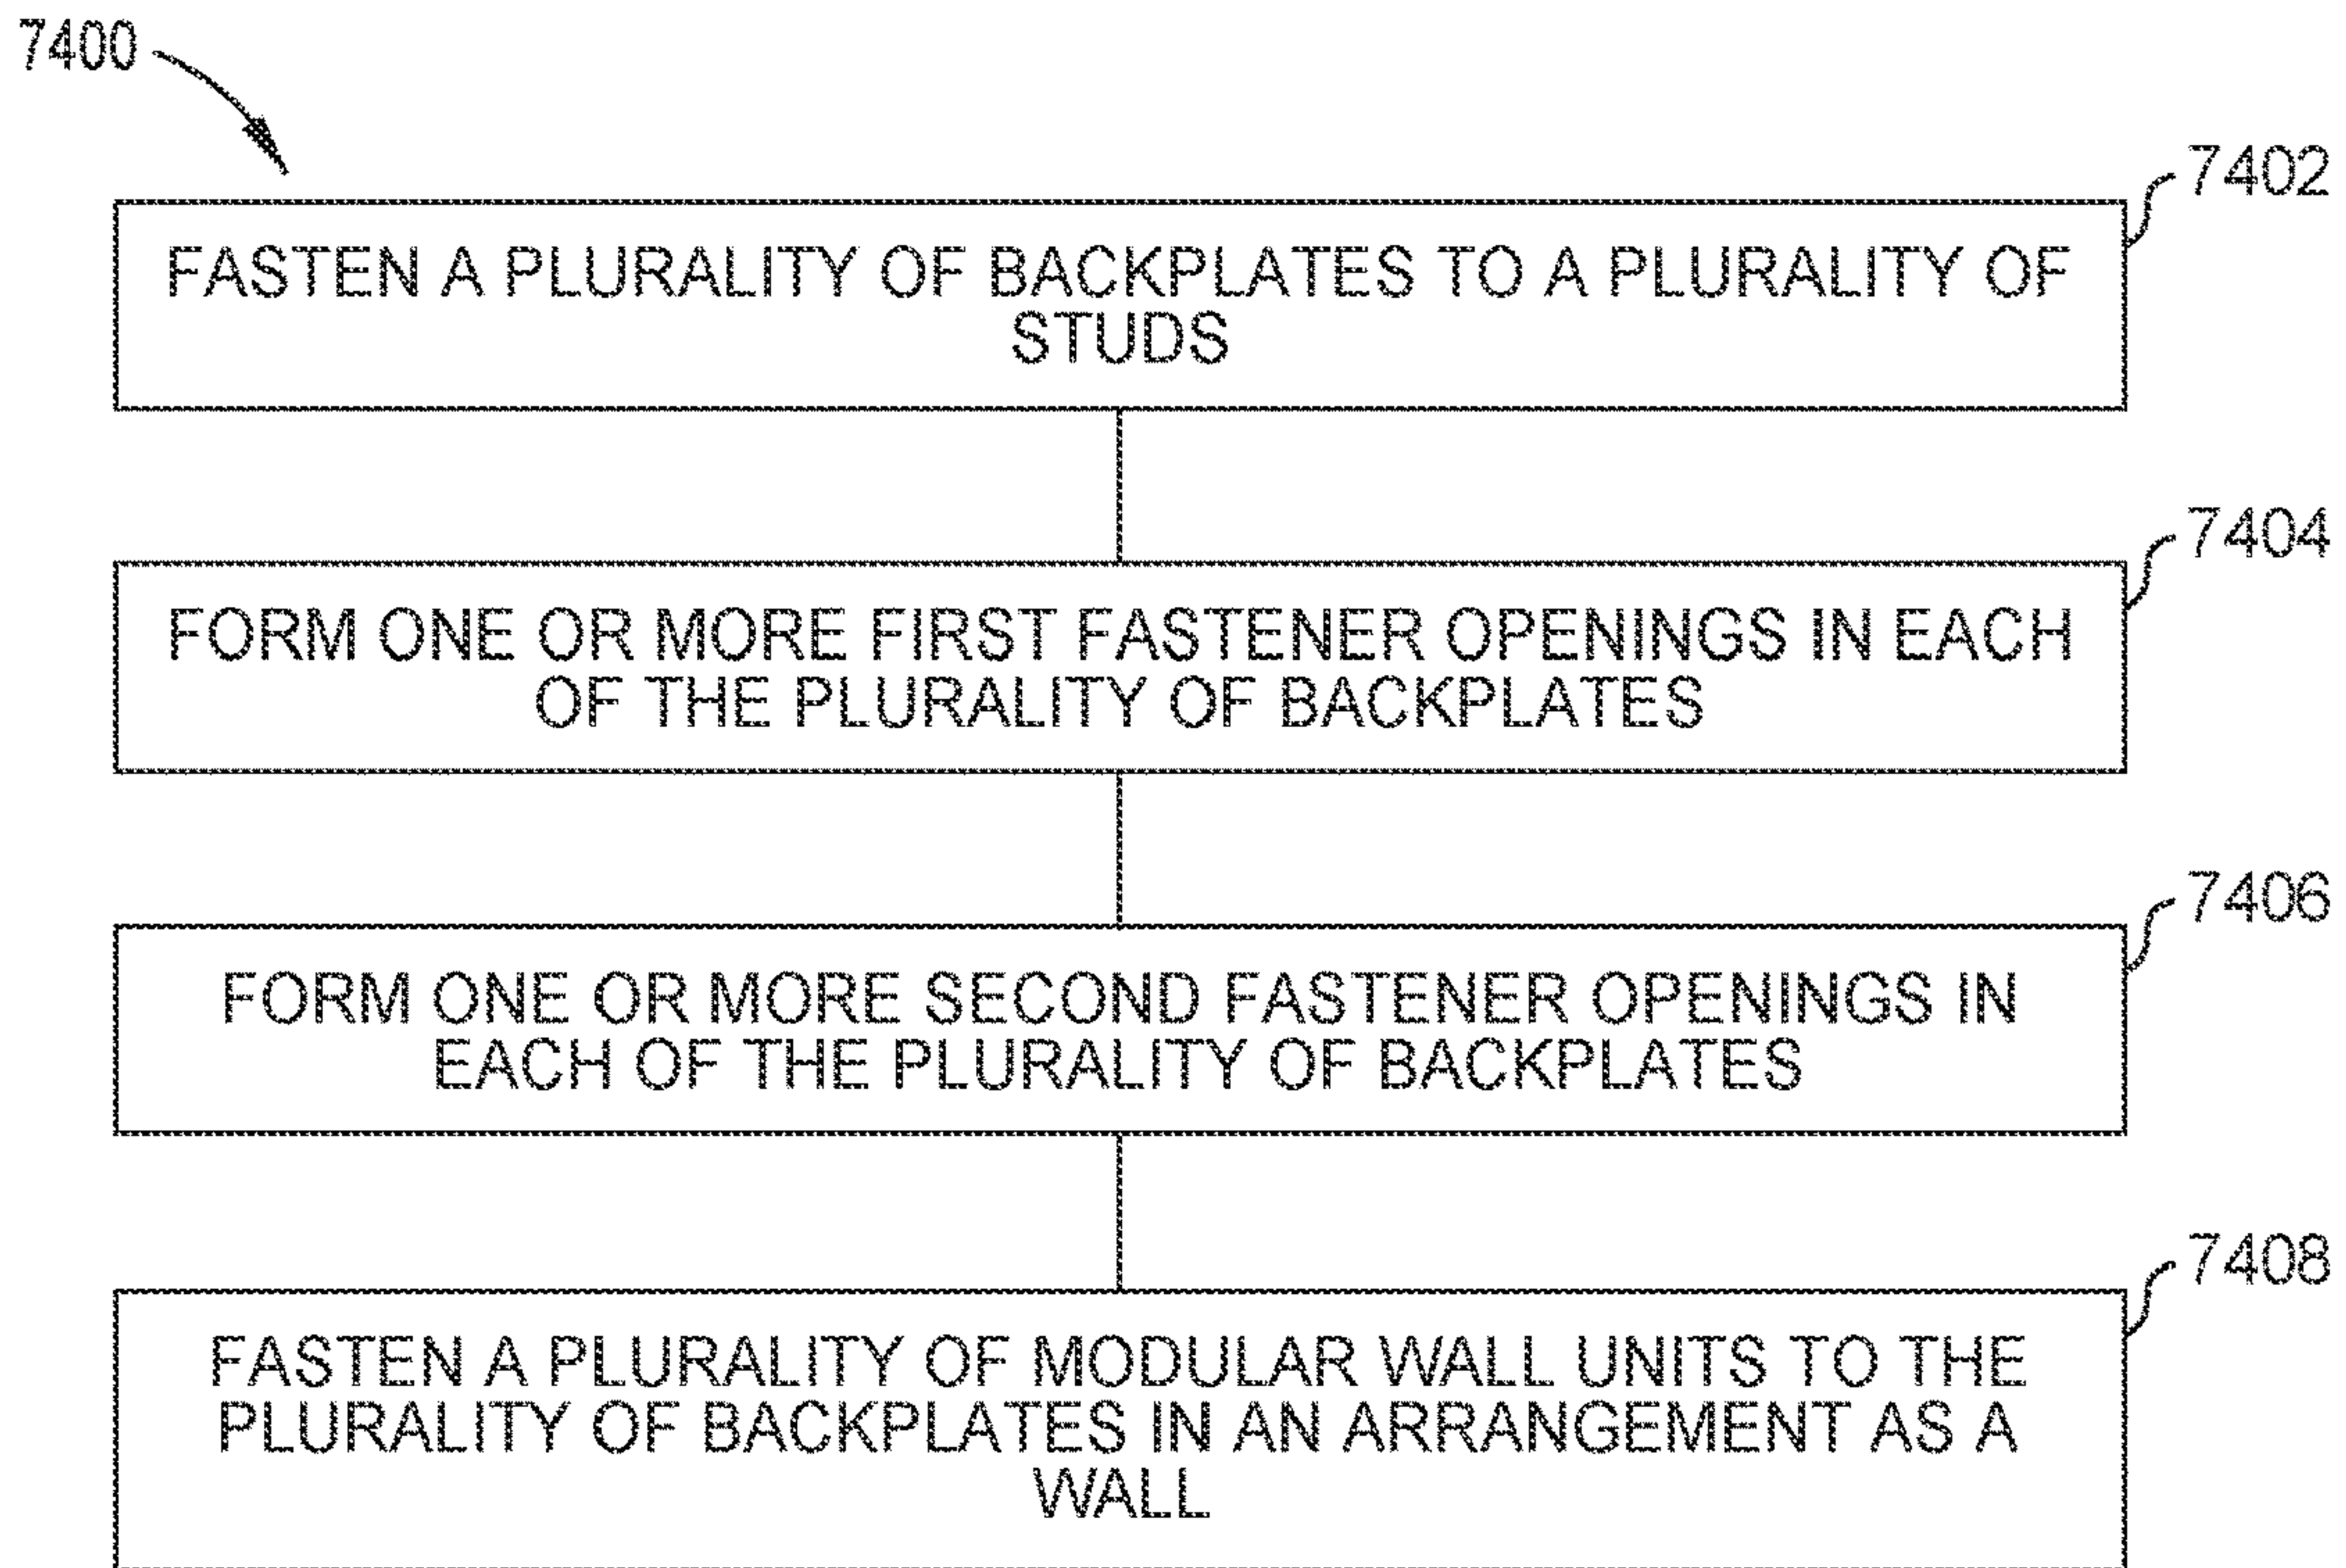 7400
7402
FASTEN A PLURALITY OF BACKPLATES TO A PLURALITY OF
STUDS
7404
FORM ONE OR MORE FIRST FASTENER OPENINGS IN EACH
OF THE PLURALITY OF BACKPLATES
7406
FORM ONE OR MORE SECOND FASTENER OPENINGS IN
EACH OF THE PLURALITY OF BACKPLATES
7408
FASTEN A PLURALITY OF MODULAR WALL UNITS TO THE
PLURALITY OF BACKPLATES IN AN ARRANGEMENT AS A
WALL